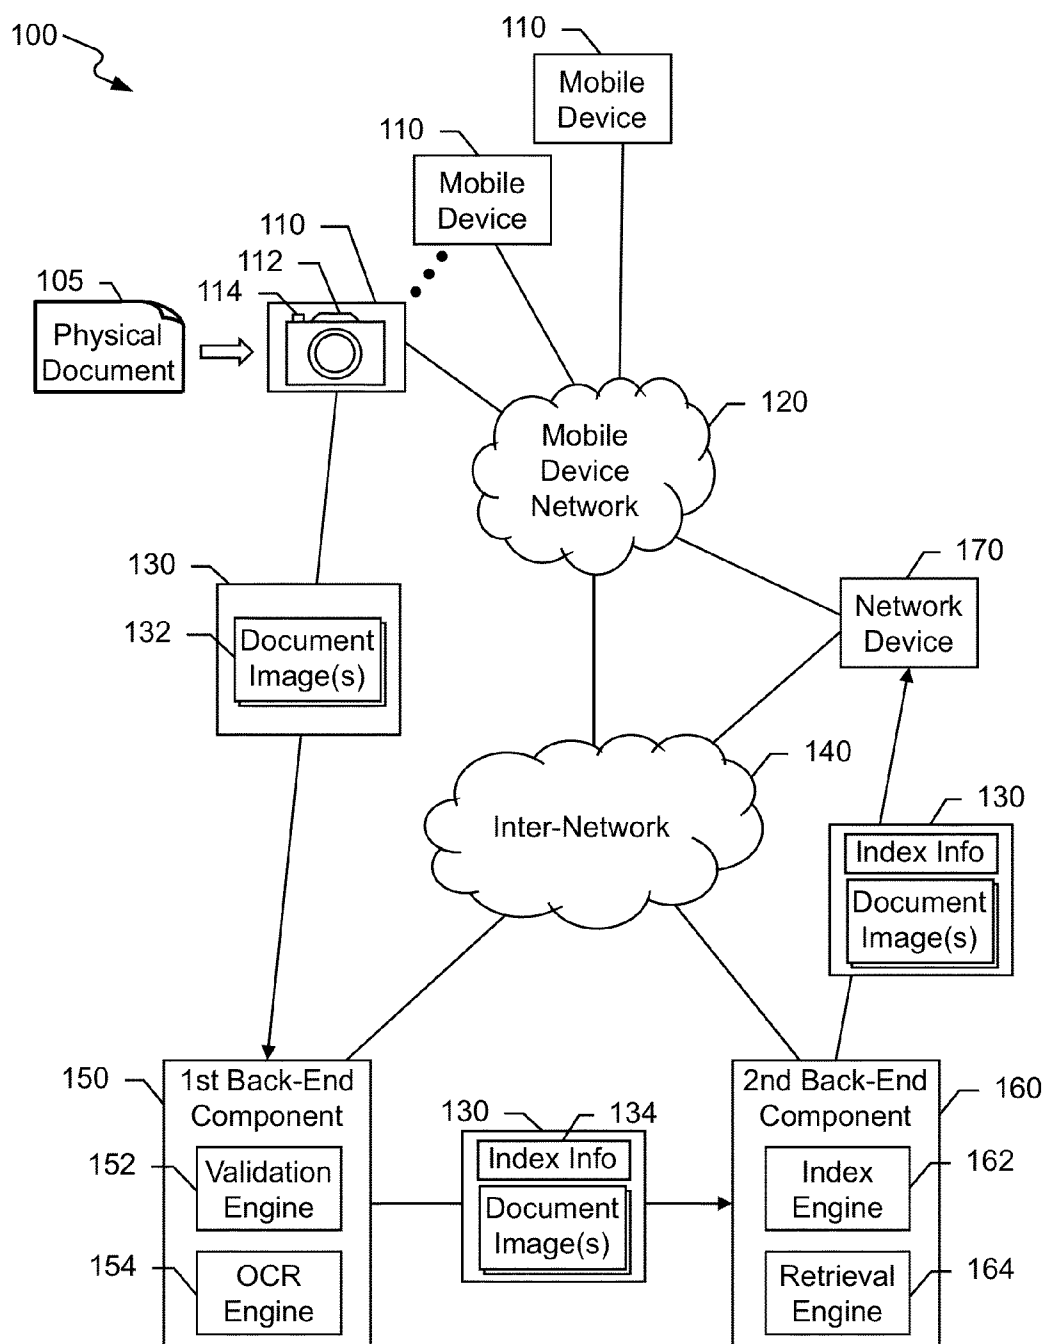 100
110
Mobile
Device
110
Mobile
Device
110
112
114
105
Physical
Document
120
Mobile
Device
Network
130
132
Document
Image(s)
170
Network
Device
140
Inter-Network
130
Index Info
Document
Image(s)
150
1st Back-End
Component
152
Validation
Engine
154
OCR
Engine
130
134
Index Info
Document
Image(s)
2nd Back-End
Component
160
Index
Engine
162
Retrieval
Engine
164